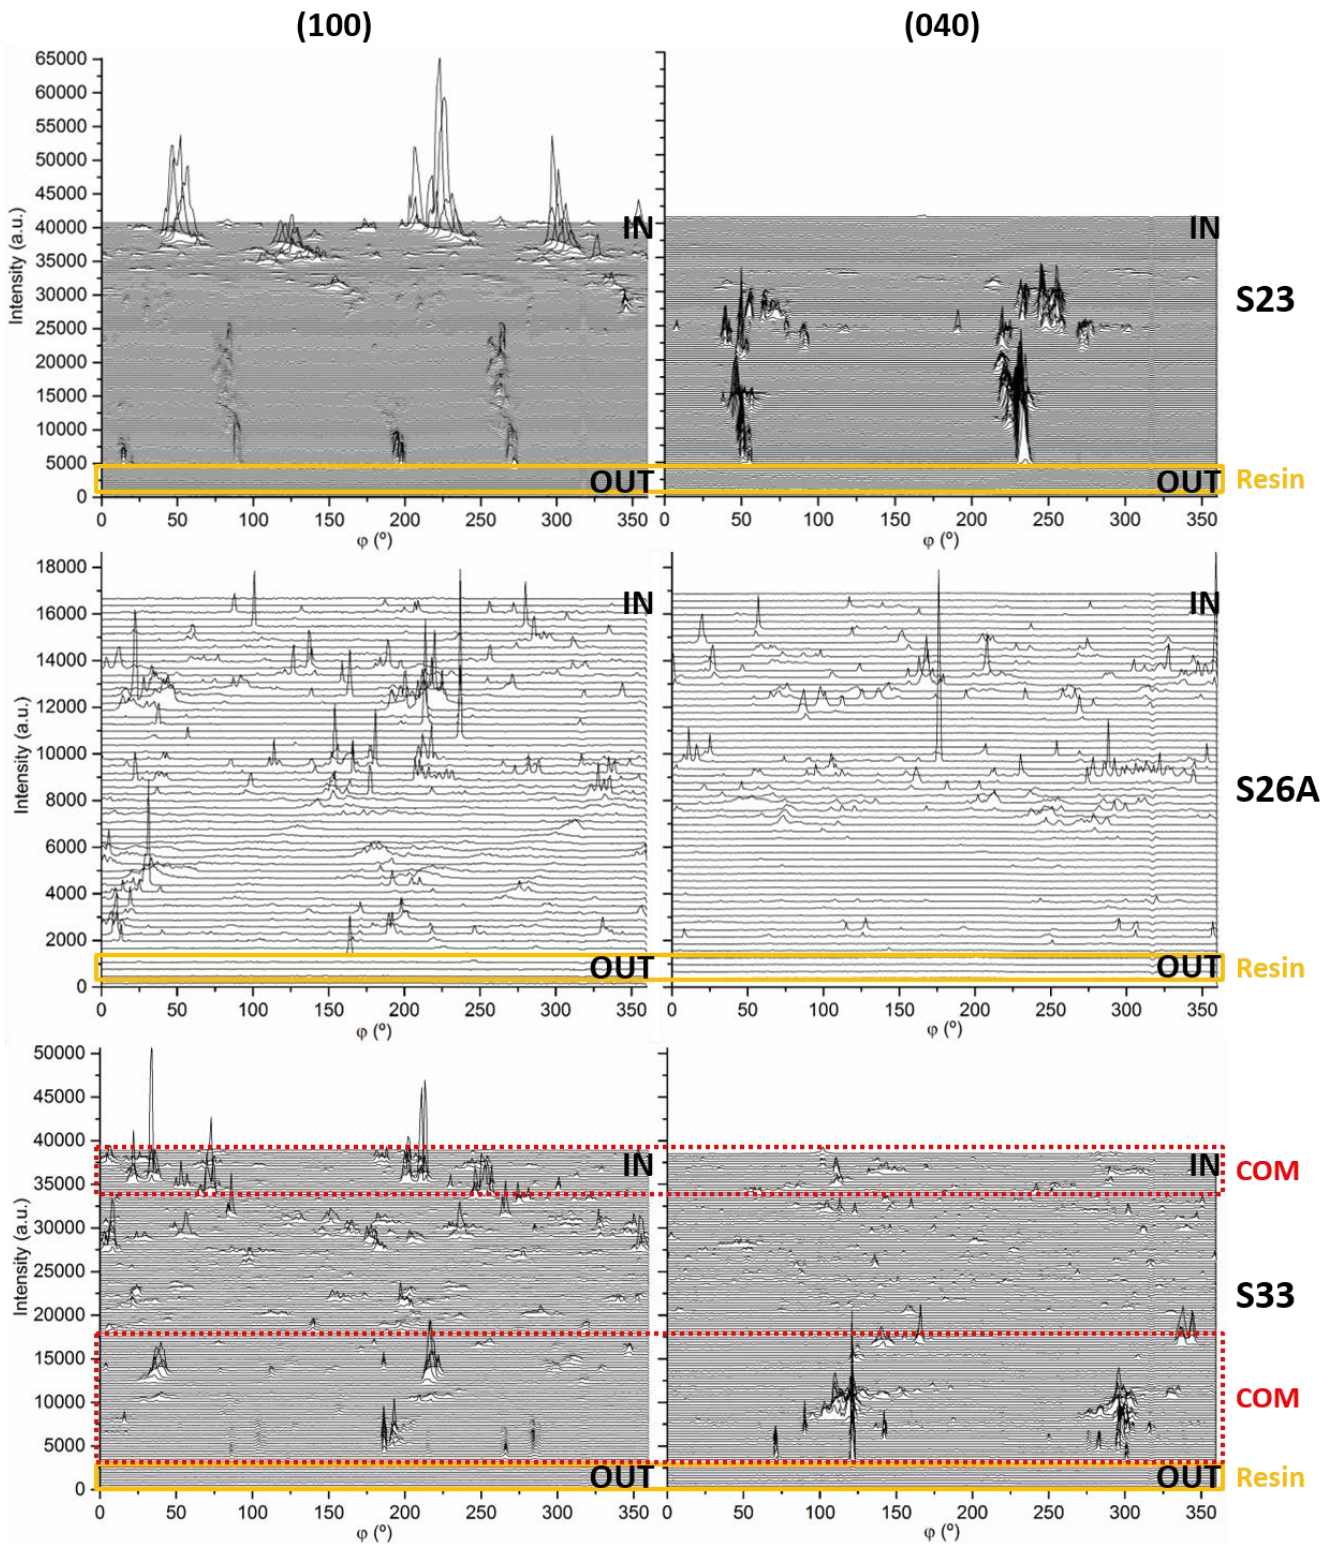 (100) (040)
65000
60000
55000
50000
45000
40000
35000
30000
25000
20000
15000
10000
5000
0
Intensity (a.u.)
IN IN
S23
OUT OUT Resin
0 50 100 150 200 250 300 350
φ (°)
0 50 100 150 200 250 300 350
φ (°)
18000
16000
14000
12000
10000
8000
6000
4000
2000
0
Intensity (a.u.)
IN IN
S26A
OUT OUT Resin
0 50 100 150 200 250 300 350
φ (°)
0 50 100 150 200 250 300 350
φ (°)
50000
45000
40000
35000
30000
25000
20000
15000
10000
5000
0
Intensity (a.u.)
IN IN COM
S33
COM
OUT OUT Resin
0 50 100 150 200 250 300 350
φ (°)
0 50 100 150 200 250 300 350
φ (°)